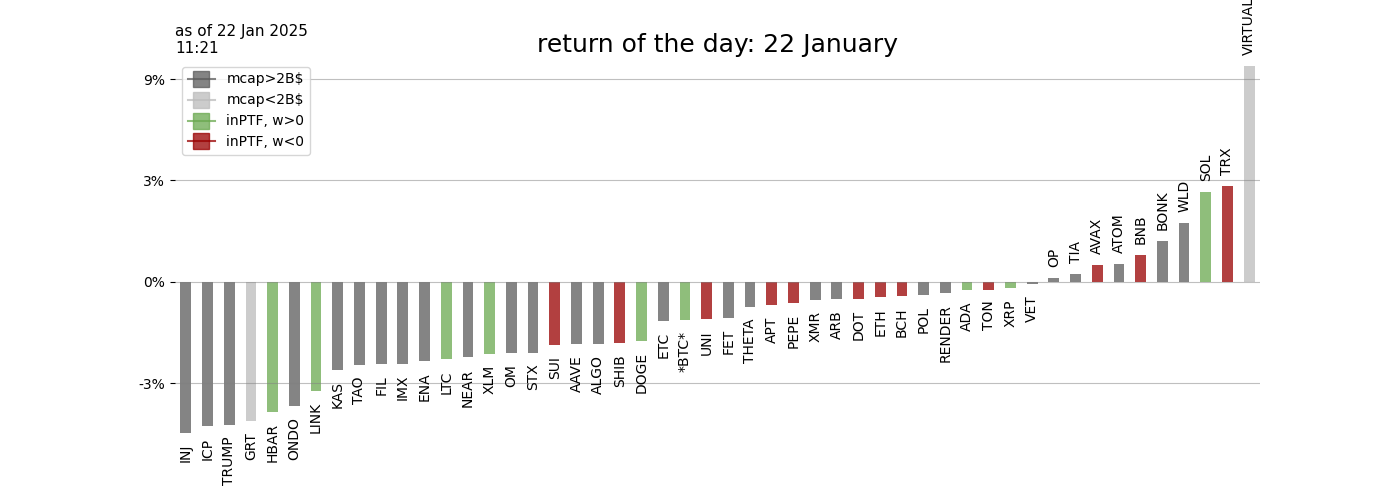 as of 22 Jan 2025
11:21
return of the day: 22 January
VIRTUAL
9%
3%
0%
-3%
mcap>2B$
mcap<2B$
inPTF, w>0
inPTF, w<0
INJ
ICP
TRUMP
GRT
HBAR
ONDO
LINK
KAS
TAO
FIL
IMX
ENA
LTC
NEAR
XLM
OM
STX
SUI
AAVE
ALGO
SHIB
DOGE
ETC
*BTC*
UNI
FET
THETA
APT
PEPE
XMR
ARB
DOT
ETH
BCH
POL
RENDER
ADA
TON
XRP
VET
OP
TIA
AVAX
ATOM
BNB
BONK
WLD
SOL
TRX